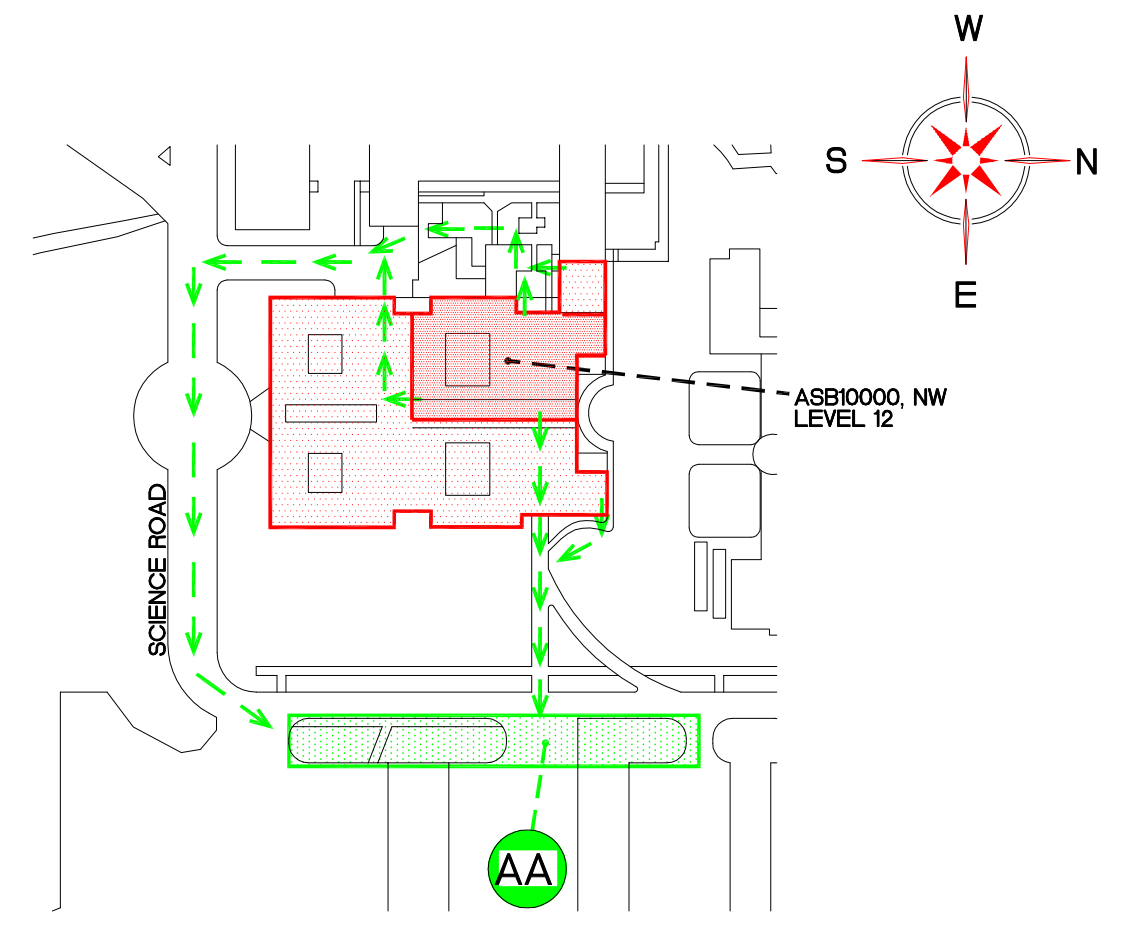 W
S
N
E
ASB10000, NW
LEVEL 12
SCIENCE ROAD
AA